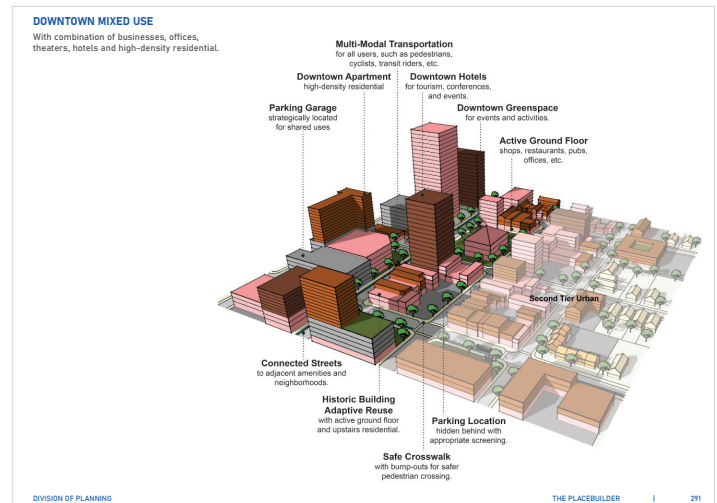 DOWNTOWN MIXED USE
With combination of businesses, offices,
theaters, hotels and high-density residential.
Multi-Modal Transportation
for all users, such as pedestrians,
cyclists, transit riders, etc.
Downtown Apartment
high-density residential
Downtown Hotels
for tourism, conferences,
and events.
Parking Garage
strategically located
for shared uses
Downtown Greenspace
for events and activities.
Active Ground Floor
shops, restaurants, pubs,
offices, etc.
Second Tier Urban
Connected Streets
to adjacent amenities and
neighborhoods.
Historic Building
Adaptive Reuse
with active ground floor
and upstairs residential.
Parking Location
hidden behind with
appropriate screening.
Safe Crosswalk
with bump-outs for safer
pedestrian crossing.
DIVISION OF PLANNING
THE PLACEBUILDER | 291